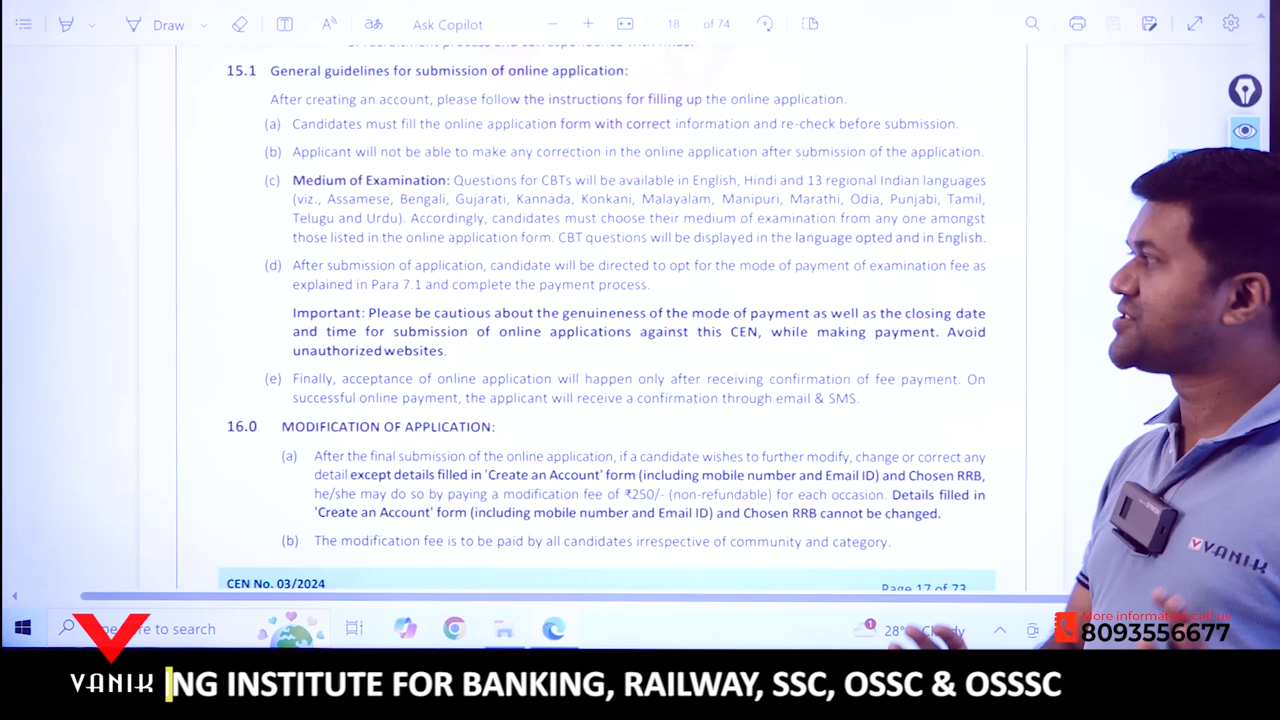 Draw
Ask Copilot
18 of 74
15.1 General guidelines for submission of online application:
After creating an account, please follow the instructions for filling up the online application.
(a) Candidates must fill the online application form with correct information and re-check before submission.
(b) Applicant will not be able to make any correction in the online application after submission of the application.
(c) Medium of Examination: Questions for CBTs will be available in English, Hindi and 13 regional Indian languages
(viz., Assamese, Bengali, Gujarati, Kannada, Konkani, Malayalam, Manipuri, Marathi, Odia, Punjabi, Tamil,
Telugu and Urdu). Accordingly, candidates must choose their medium of examination from any one amongst
those listed in the online application form. CBT questions will be displayed in the language opted and in English.
(d) After submission of application, candidate will be directed to opt for the mode of payment of examination fee as
explained in Para 7.1 and complete the payment process.
Important: Please be cautious about the genuineness of the mode of payment as well as the closing date
and time for submission of online applications against this CEN, while making payment. Avoid
unauthorized websites.
(e) Finally, acceptance of online application will happen only after receiving confirmation of fee payment. On
successful online payment, the applicant will receive a confirmation through email & SMS.
16.0 MODIFICATION OF APPLICATION:
(a) After the final submission of the online application, if a candidate wishes to further modify, change or correct any
detail except details filled in 'Create an Account' form (including mobile number and Email ID) and Chosen RRB,
he/she may do so by paying a modification fee of ₹250/- (non-refundable) for each occasion. Details filled in
'Create an Account' form (including mobile number and Email ID) and Chosen RRB cannot be changed.
(b) The modification fee is to be paid by all candidates irrespective of community and category.
CEN No. 03/2024 Page 17 of 73
to search
1
28° Cloudy
VANIK
More information call us
8093556677
VANIK
NG INSTITUTE FOR BANKING, RAILWAY, SSC, OSSC & OSSSC